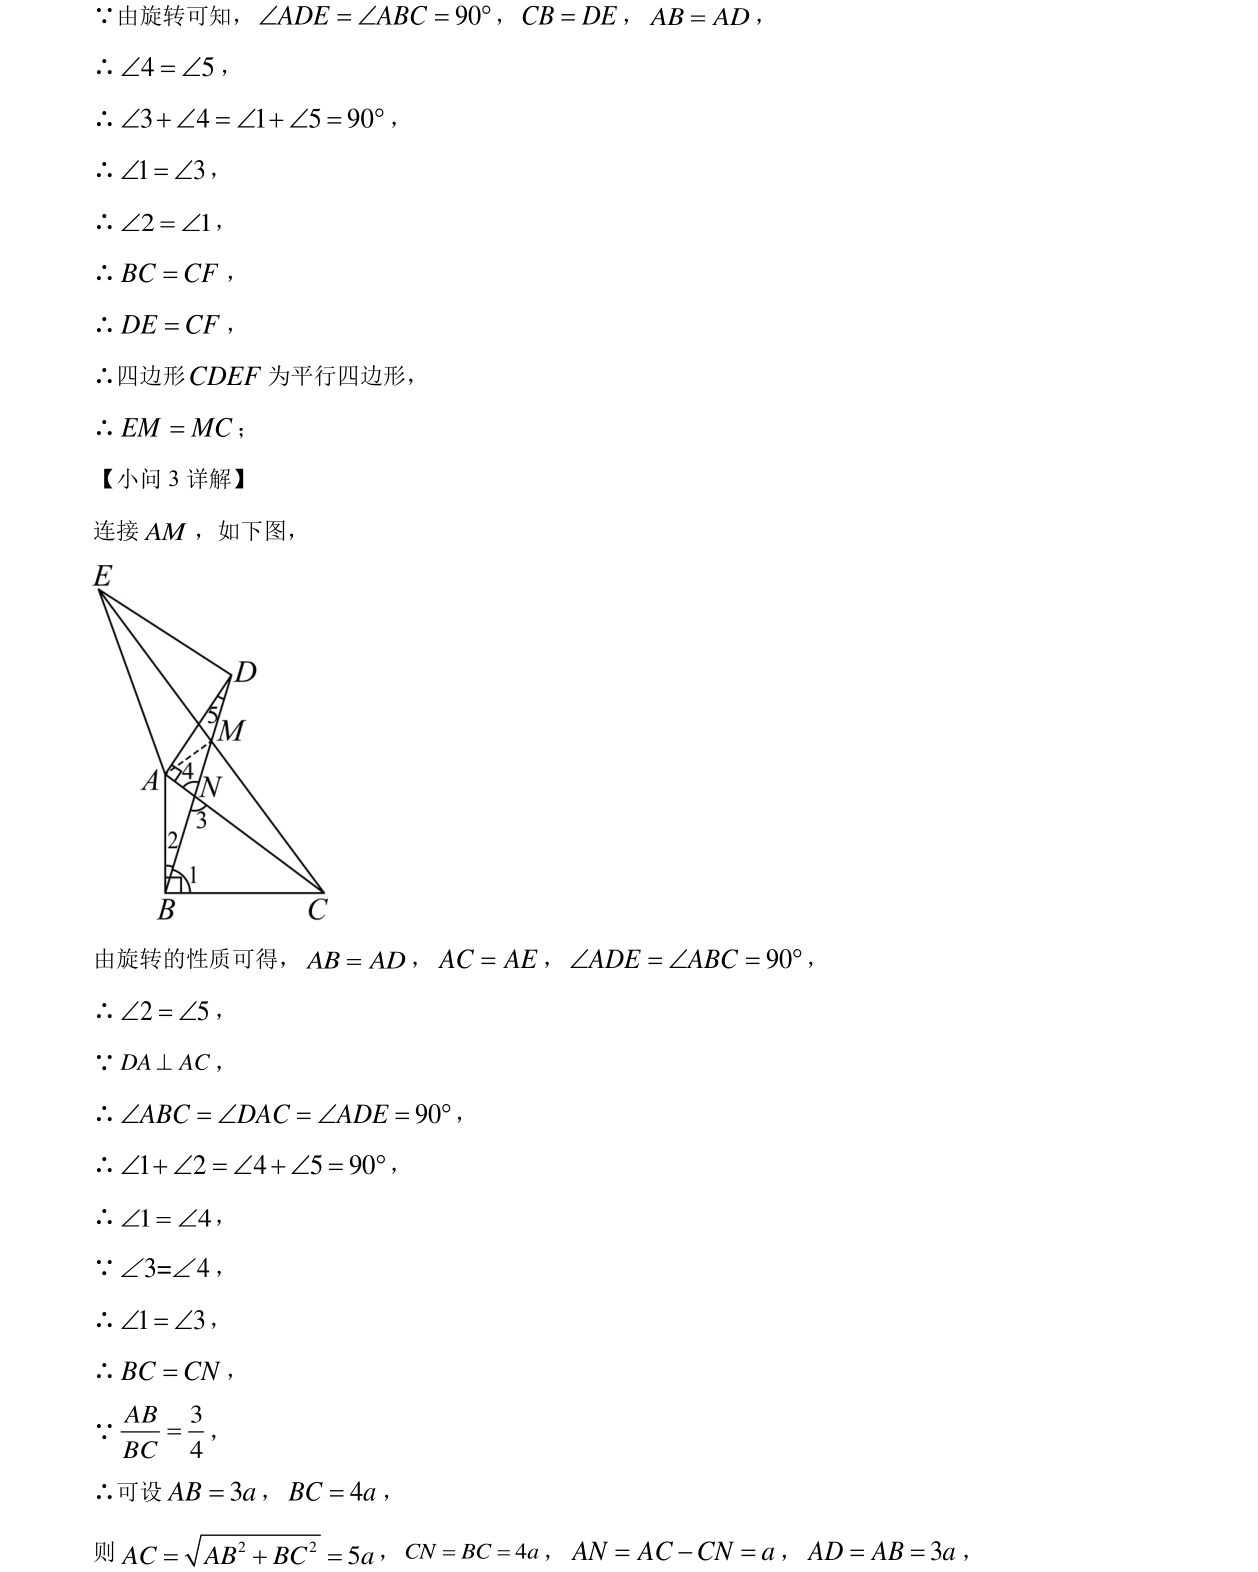 ∵由旋转可知，∠ADE = ∠ABC = 90°，CB = DE，AB = AD，
∴ ∠4 = ∠5，
∴ ∠3 + ∠4 = ∠1 + ∠5 = 90°，
∴ ∠1 = ∠3，
∴ ∠2 = ∠1，
∴ BC = CF，
∴ DE = CF，
∴四边形CDEF 为平行四边形，
∴ EM = MC；
【小问 3 详解】
连接 AM，如下图，
E
D
5
M
A
4
N
3
2
1
B
C
由旋转的性质可得，AB = AD，AC = AE，∠ADE = ∠ABC = 90°，
∴ ∠2 = ∠5，
∵ DA ⊥ AC，
∴ ∠ABC = ∠DAC = ∠ADE = 90°，
∴ ∠1 + ∠2 = ∠4 + ∠5 = 90°，
∴ ∠1 = ∠4，
∵ ∠3=∠4，
∴ ∠1 = ∠3，
∴ BC = CN，
∵ AB/BC = 3/4，
∴可设 AB = 3a，BC = 4a，
则 AC = √(AB² + BC²) = 5a，CN = BC = 4a，AN = AC − CN = a，AD = AB = 3a，